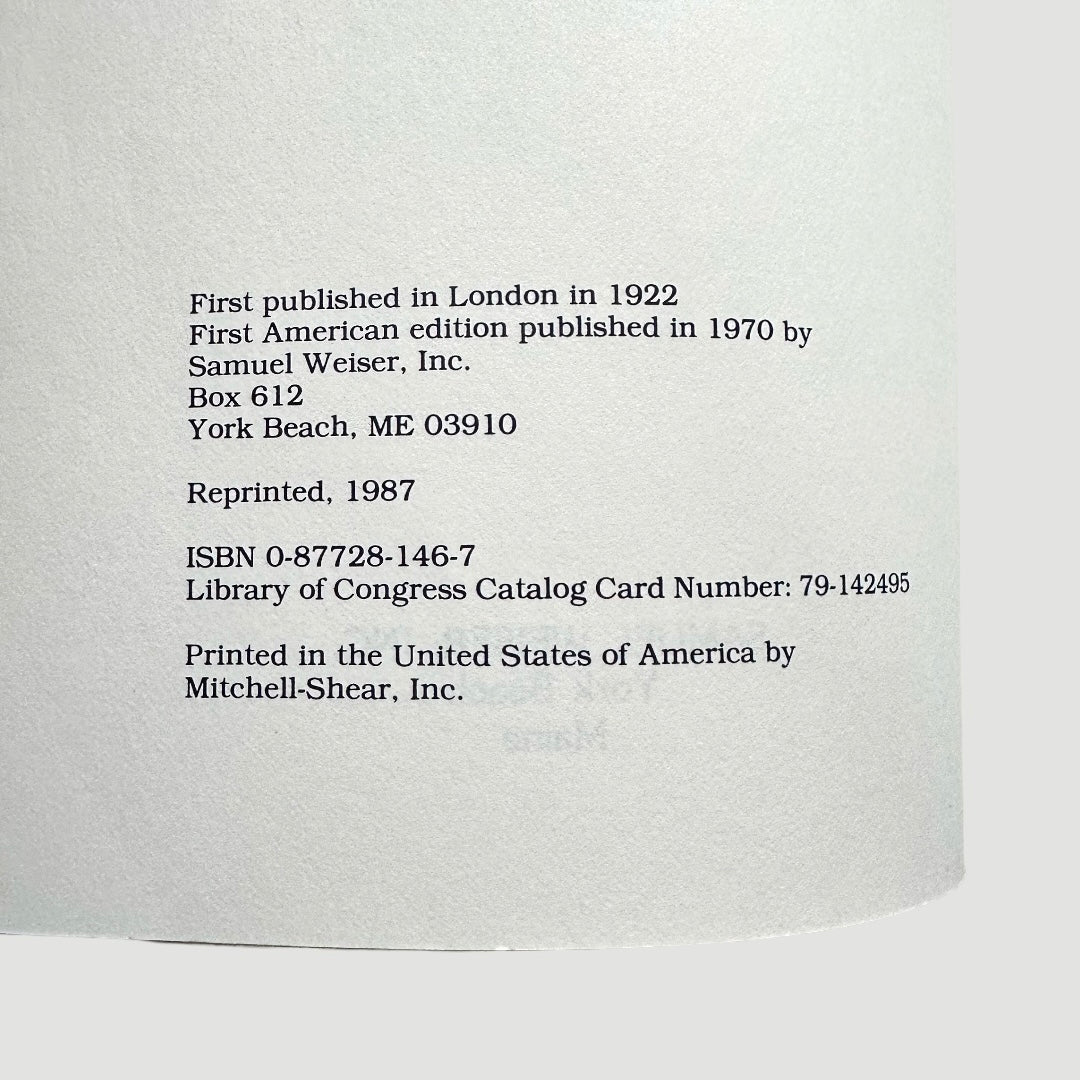 First published in London in 1922
First American edition published in 1970 by
Samuel Weiser, Inc.
Box 612
York Beach, ME 03910
Reprinted, 1987
ISBN 0-87728-146-7
Library of Congress Catalog Card Number: 79-142495
Printed in the United States of America by
Mitchell-Shear, Inc.